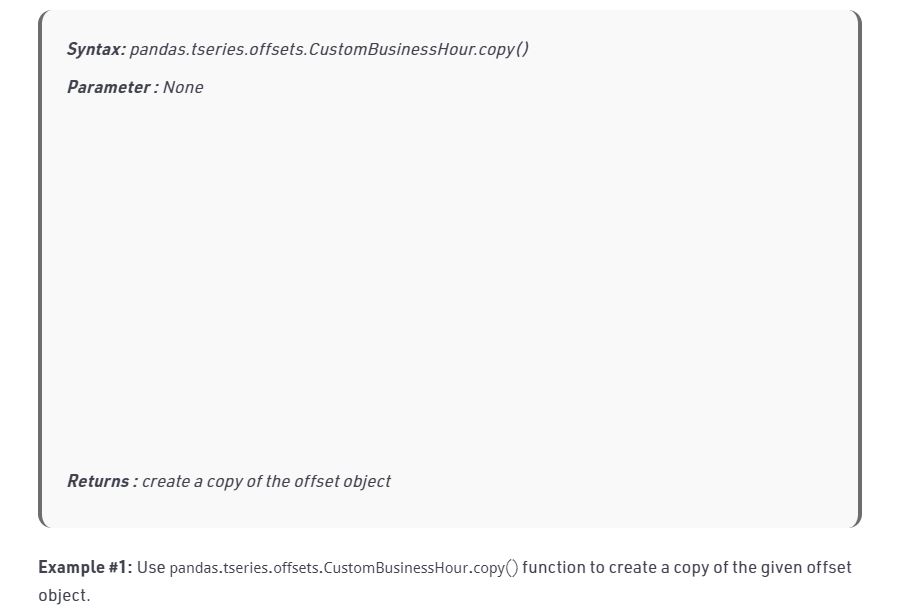 Syntax: pandas.tseries.offsets.CustomBusinessHour.copy()
Parameter : None
Returns : create a copy of the offset object
Example #1: Use pandas.tseries.offsets.CustomBusinessHour.copy() function to create a copy of the given offset
object.